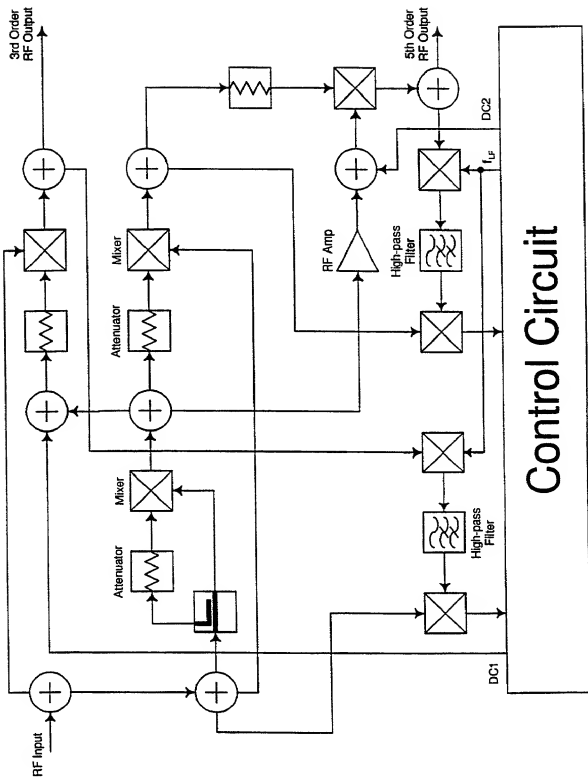 3rd Order
RF Output
5th Order
RF Output
DC2
f_LF
Mixer
RF Amp
High-pass
Filter
Attenuator
Mixer
Attenuator
High-pass
Filter
DC1
RF Input
Control Circuit